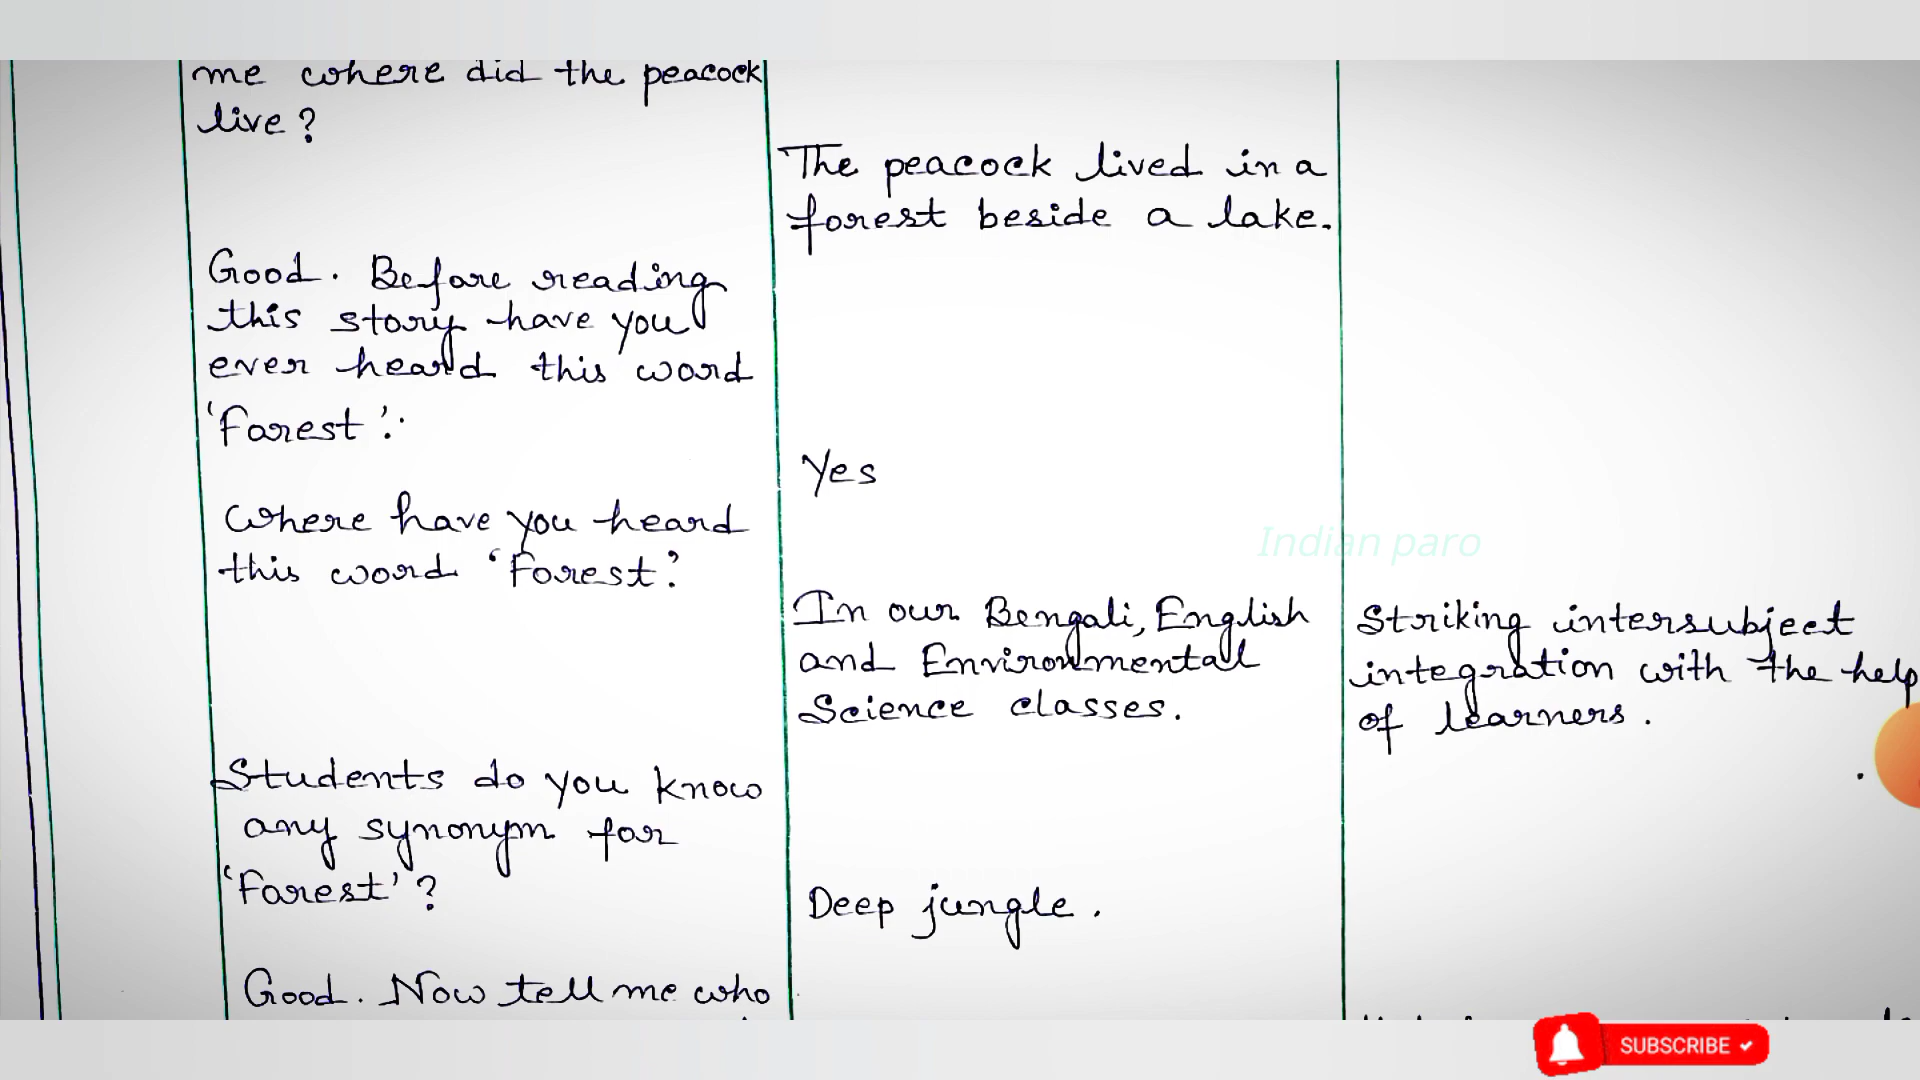 me where did the peacock
live?
The peacock lived in a
forest beside a lake.
Good. Before reading
this story have you
ever heard this word
'Forest'.
Yes
Where have you heard
this word 'Forest?
Indian paro
In our Bengali, English
and Environmental
Science classes.
Striking intersubject
integration with the help
of learners.
Students do you know
any synonym for
'Forest'?
Deep jungle.
Good. Now tell me who
SUBSCRIBE